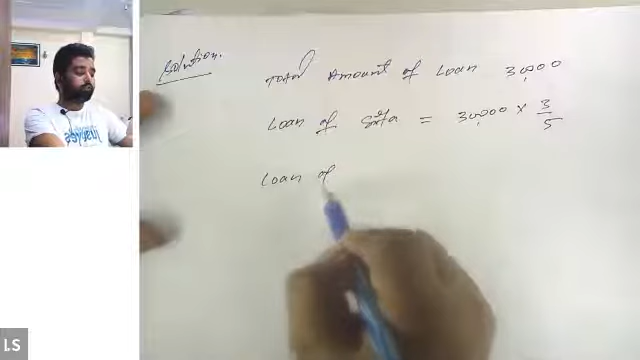 Solution.
Total Amount of Loan 30,000
Loan of Sita = 30,000 × 3/5
Loan of
I.S